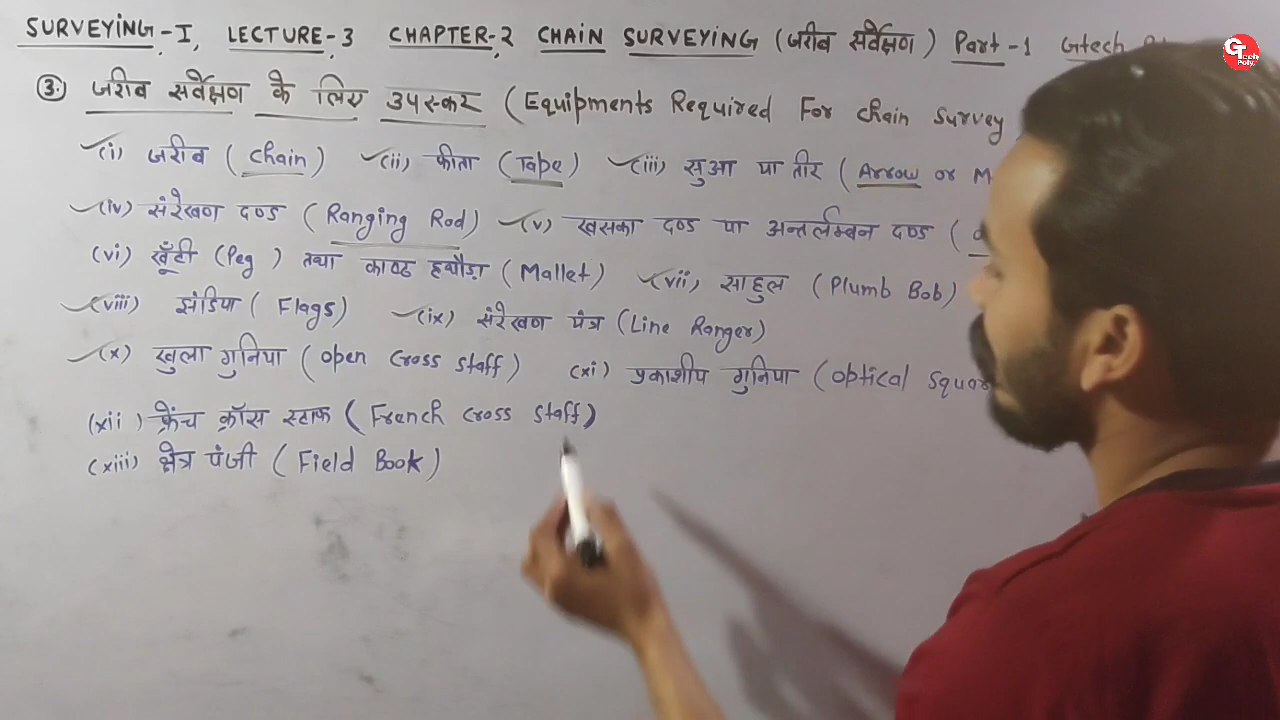 SURVEYING-I, LECTURE-3 CHAPTER-2 CHAIN SURVEYING (जरीब सर्वेक्षण) Part-1 Gtech
GTech Poly.
3. जरीब सर्वेक्षण के लिए उपस्कर (Equipments Required For Chain Survey
(i) जरीब (Chain) (ii) फीता (Tape) (iii) सुआ या तीर (Arrow or
(iv) संरेखण दण्ड (Ranging Rod) (v) खसका दण्ड या अन्तर्लम्बन दण्ड (
(vi) खूँटी (Peg) तथा काष्ठ हथौड़ा (Mallet) (vii) साहुल (Plumb Bob)
(viii) झंडिया (Flags) (ix) संरेखण यंत्र (Line Ranger)
(x) खुला गुनिया (open Cross Staff) (xi) प्रकाशीय गुनिया (Optical Squar
(xii) फ्रेंच क्रॉस स्टाफ (French Cross Staff)
(xiii) क्षेत्र पंजी (Field Book)